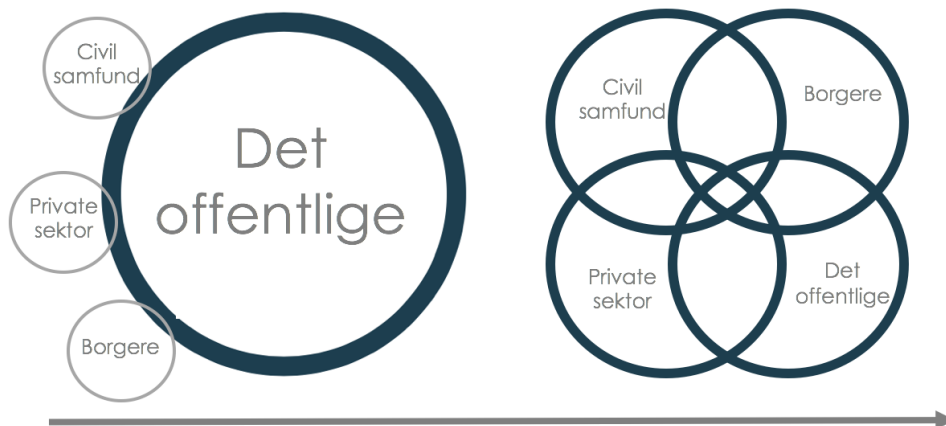 Civil
samfund
Det
offentlige
Private
sektor
Borgere
Civil
samfund
Borgere
Private
sektor
Det
offentlige